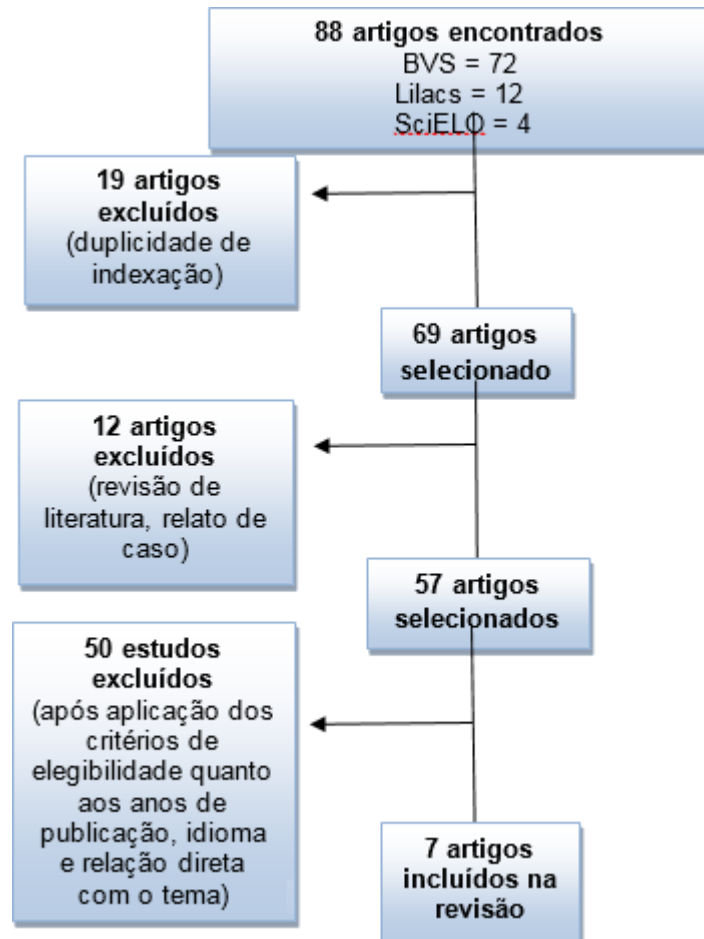 88 artigos encontrados
BVS = 72
Lilacs = 12
SciELO = 4
19 artigos
excluídos
(duplicidade de
indexação)
69 artigos
selecionado
12 artigos
excluídos
(revisão de
literatura, relato de
caso)
57 artigos
selecionados
50 estudos
excluídos
(após aplicação dos
critérios de
elegibilidade quanto
aos anos de
publicação, idioma
e relação direta
com o tema)
7 artigos
incluídos na
revisão